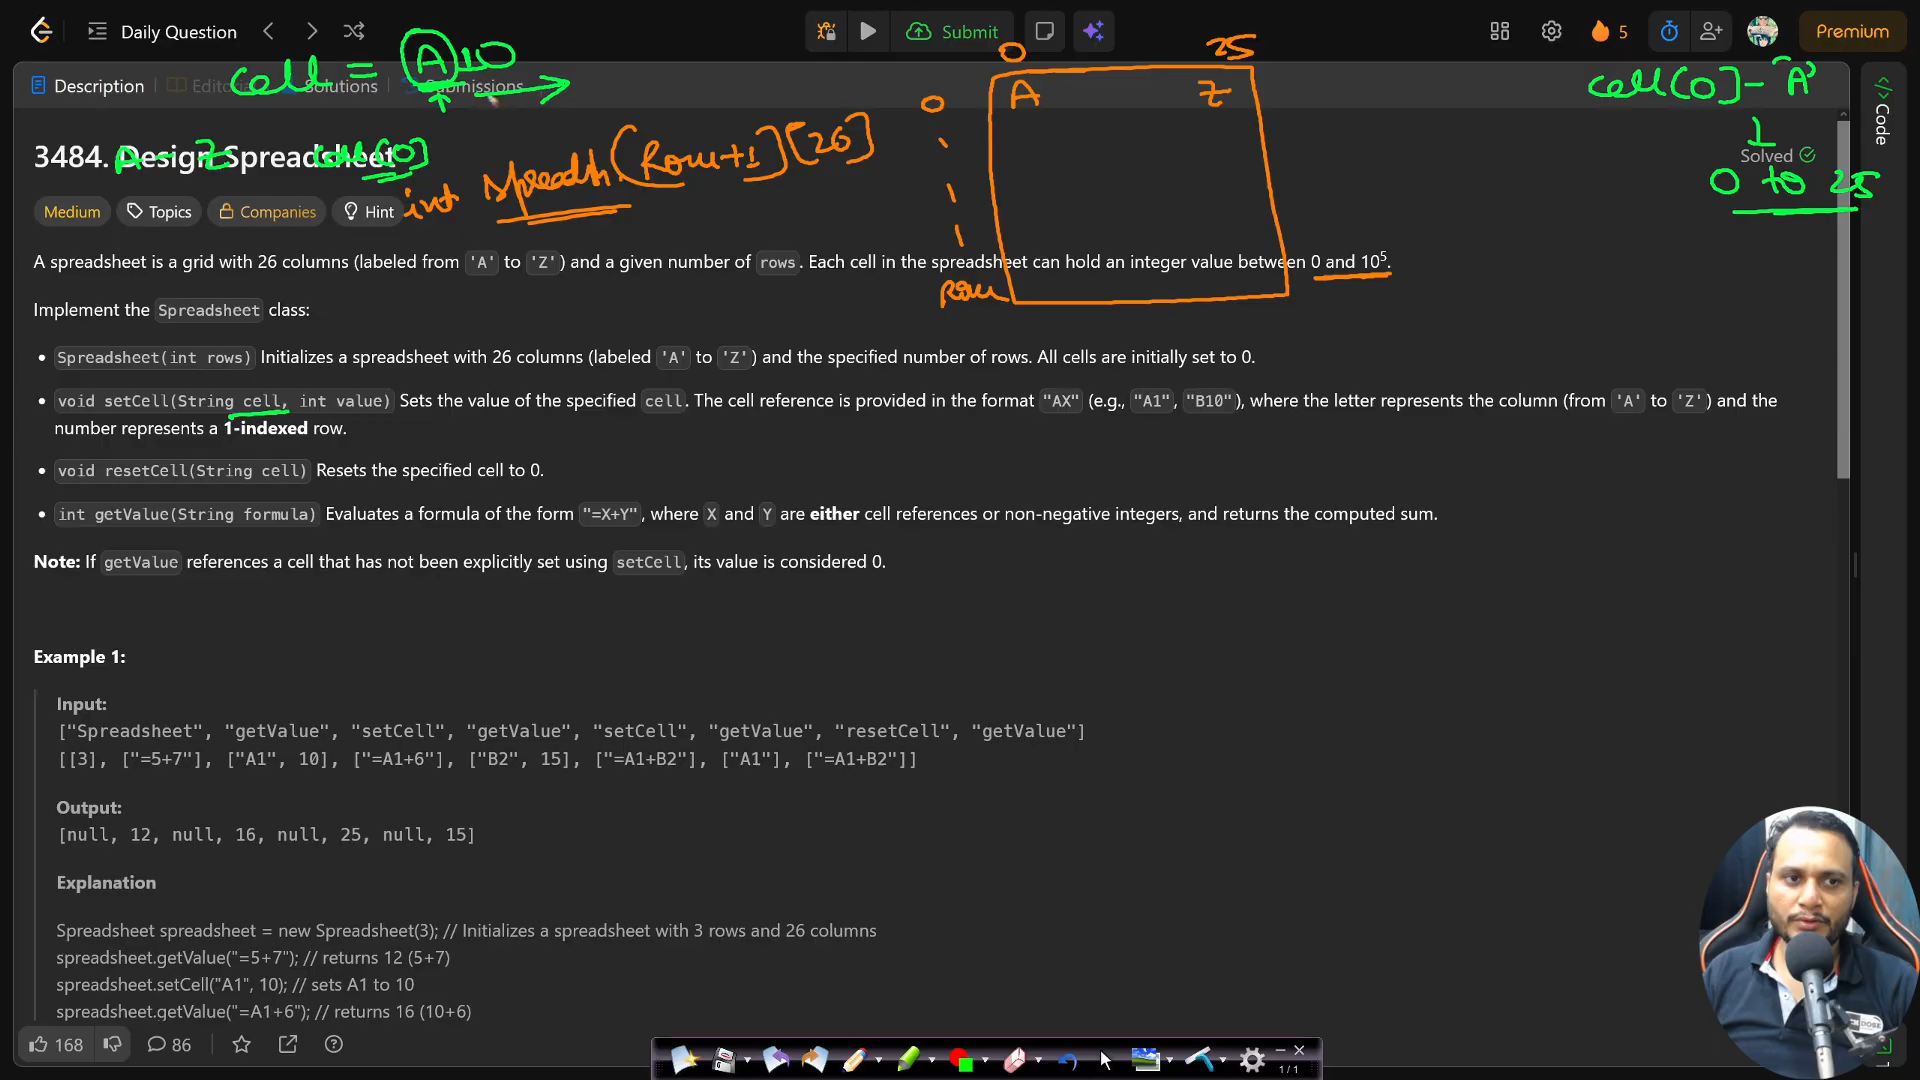 Daily Question
Submit
5
Premium
cell = A10
0
25
cell[0] - 'A'
Description
Editorial
Solutions
Submissions
0
A
Z
3484. Design Spreadsheet
A - Z
cell[0]
int Spreadsh[Row+1][26]
Solved
0 to 25
Code
Medium
Topics
Companies
Hint
A spreadsheet is a grid with 26 columns (labeled from 'A' to 'Z') and a given number of rows. Each cell in the spreadsheet can hold an integer value between 0 and 10⁵.
Row
Implement the Spreadsheet class:
• Spreadsheet(int rows) Initializes a spreadsheet with 26 columns (labeled 'A' to 'Z') and the specified number of rows. All cells are initially set to 0.
• void setCell(String cell, int value) Sets the value of the specified cell. The cell reference is provided in the format "AX" (e.g., "A1", "B10"), where the letter represents the column (from 'A' to 'Z') and the
number represents a 1-indexed row.
• void resetCell(String cell) Resets the specified cell to 0.
• int getValue(String formula) Evaluates a formula of the form "=X+Y", where X and Y are either cell references or non-negative integers, and returns the computed sum.
Note: If getValue references a cell that has not been explicitly set using setCell, its value is considered 0.
Example 1:
Input:
["Spreadsheet", "getValue", "setCell", "getValue", "setCell", "getValue", "resetCell", "getValue"]
[[3], ["=5+7"], ["A1", 10], ["=A1+6"], ["B2", 15], ["=A1+B2"], ["A1"], ["=A1+B2"]]
Output:
[null, 12, null, 16, null, 25, null, 15]
Explanation
Spreadsheet spreadsheet = new Spreadsheet(3); // Initializes a spreadsheet with 3 rows and 26 columns
spreadsheet.getValue("=5+7"); // returns 12 (5+7)
spreadsheet.setCell("A1", 10); // sets A1 to 10
spreadsheet.getValue("=A1+6"); // returns 16 (10+6)
168
86
1/1